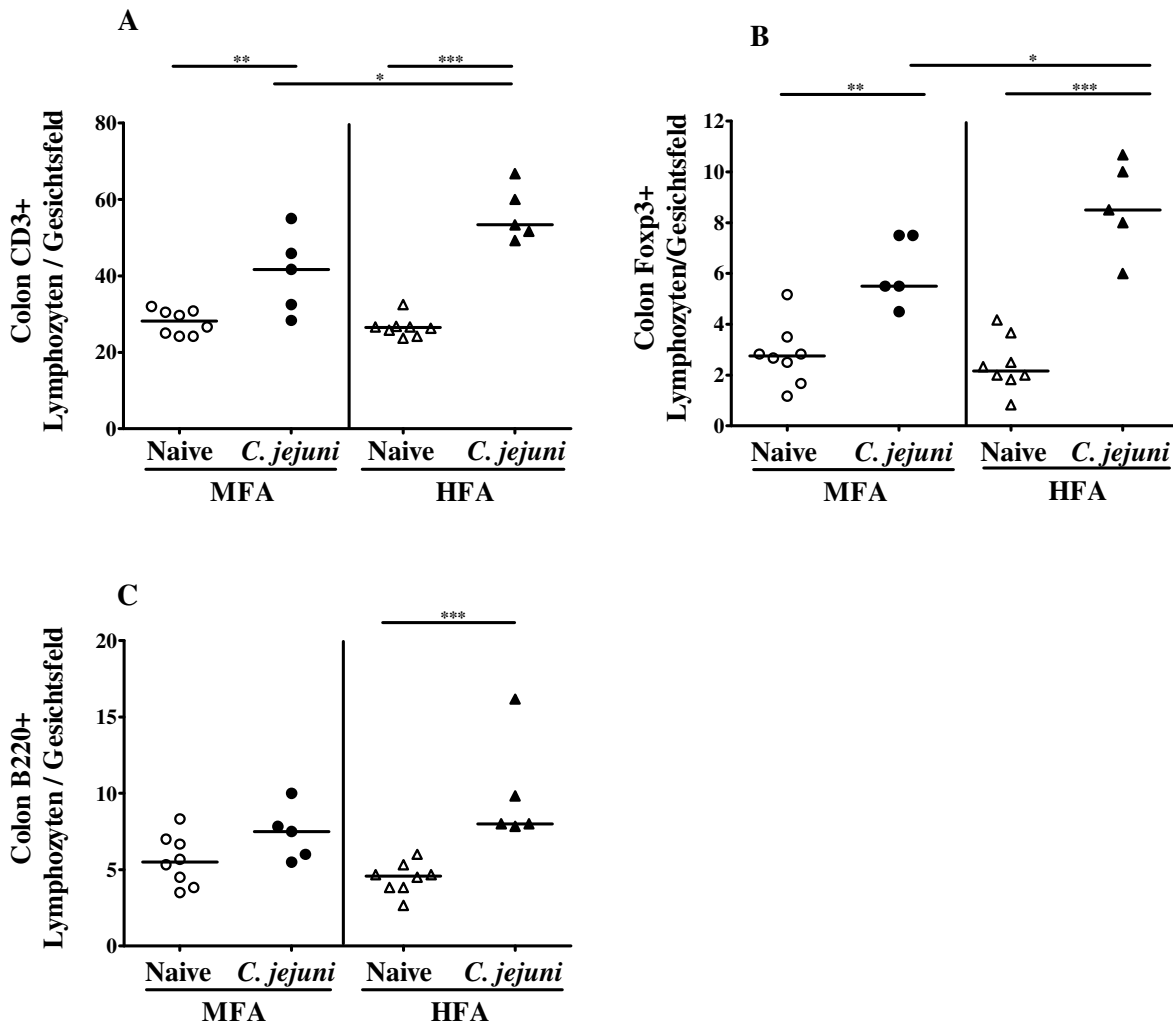 A
** ***
*
Colon CD3+
Lymphozyten / Gesichtsfeld
80
60
40
20
0
Naive C. jejuni Naive C. jejuni
MFA HFA
B
*
** ***
Colon Foxp3+
Lymphozyten/Gesichtsfeld
12
10
8
6
4
2
0
Naive C. jejuni Naive C. jejuni
MFA HFA
C
***
Colon B220+
Lymphozyten / Gesichtsfeld
20
15
10
5
0
Naive C. jejuni Naive C. jejuni
MFA HFA